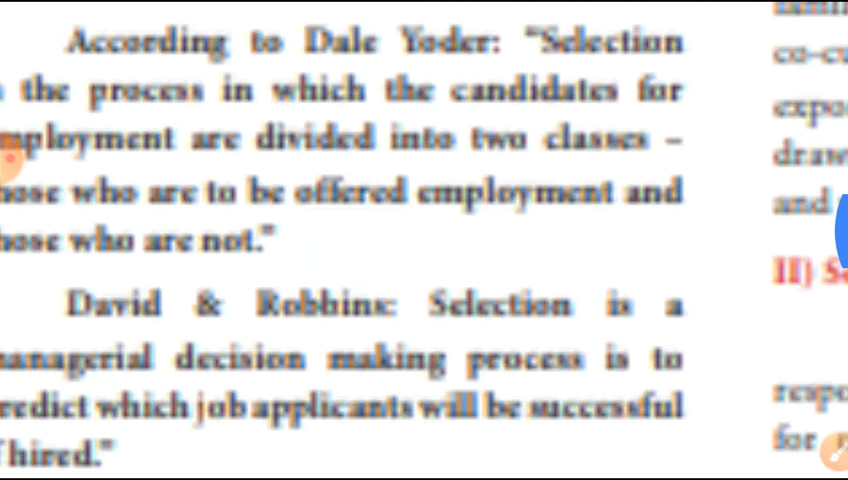 According to Dale Yoder: “Selection
the process in which the candidates for
mployment are divided into two classes –
hose who are to be offered employment and
hose who are not.”
David & Robbins: Selection is a
managerial decision making process is to
redict which job applicants will be successful
f hired.”
co-cu
expo
draw
and
II) Se
respo
for